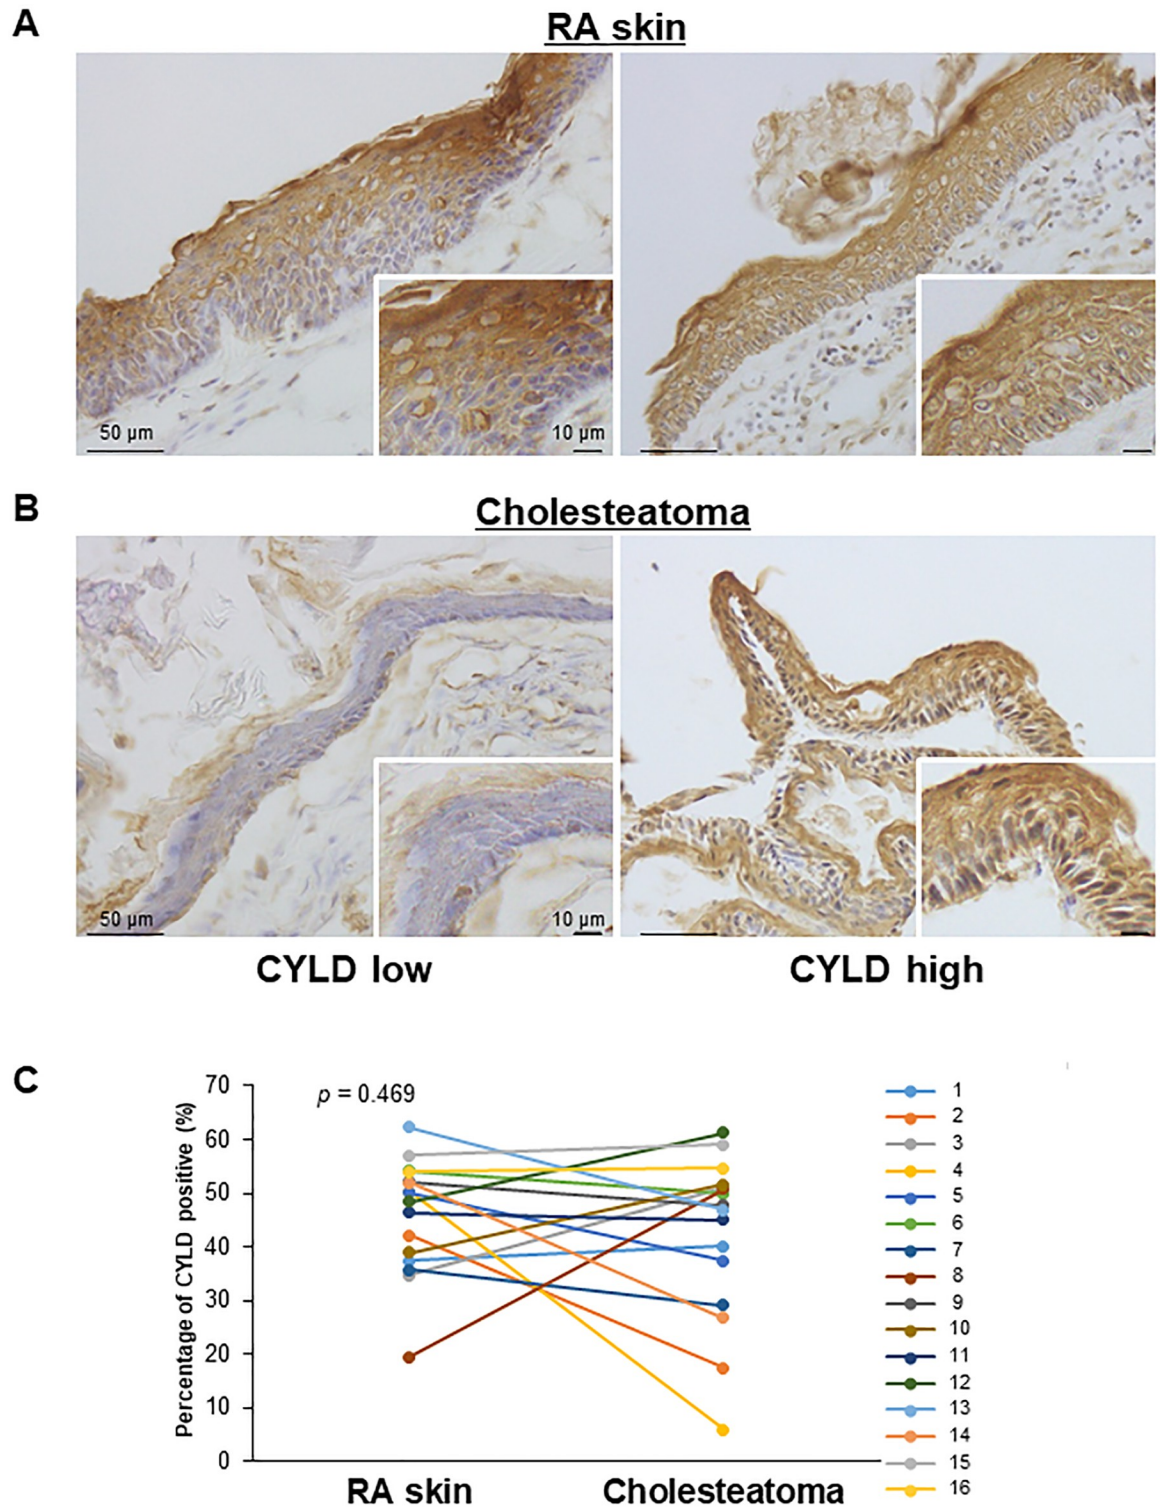 A
RA skin
50 µm
10 µm
B
Cholesteatoma
50 µm
10 µm
CYLD low
CYLD high
C
Percentage of CYLD positive (%)
70
60
50
40
30
20
10
0
p = 0.469
RA skin
Cholesteatoma
1
2
3
4
5
6
7
8
9
10
11
12
13
14
15
16